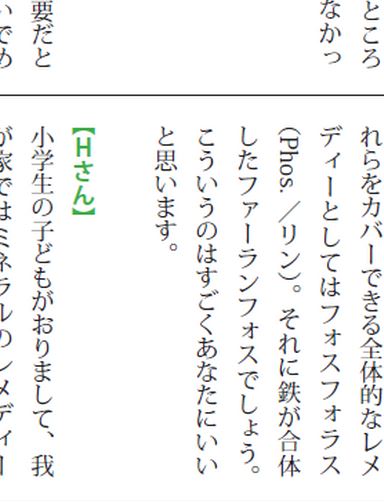 ところ
なかっ
要だと
いでめ
れらをカバーできる全体的なレメ
ディーとしてはフォスフォラス
(Phos. ／リン)。それに鉄が合体
したファーランフォスでしょう。
こういうのはすごくあなたにいい
と思います。
【Hさん】
小学生の子どもがおりまして、我
が家ではミネラルのレメディー